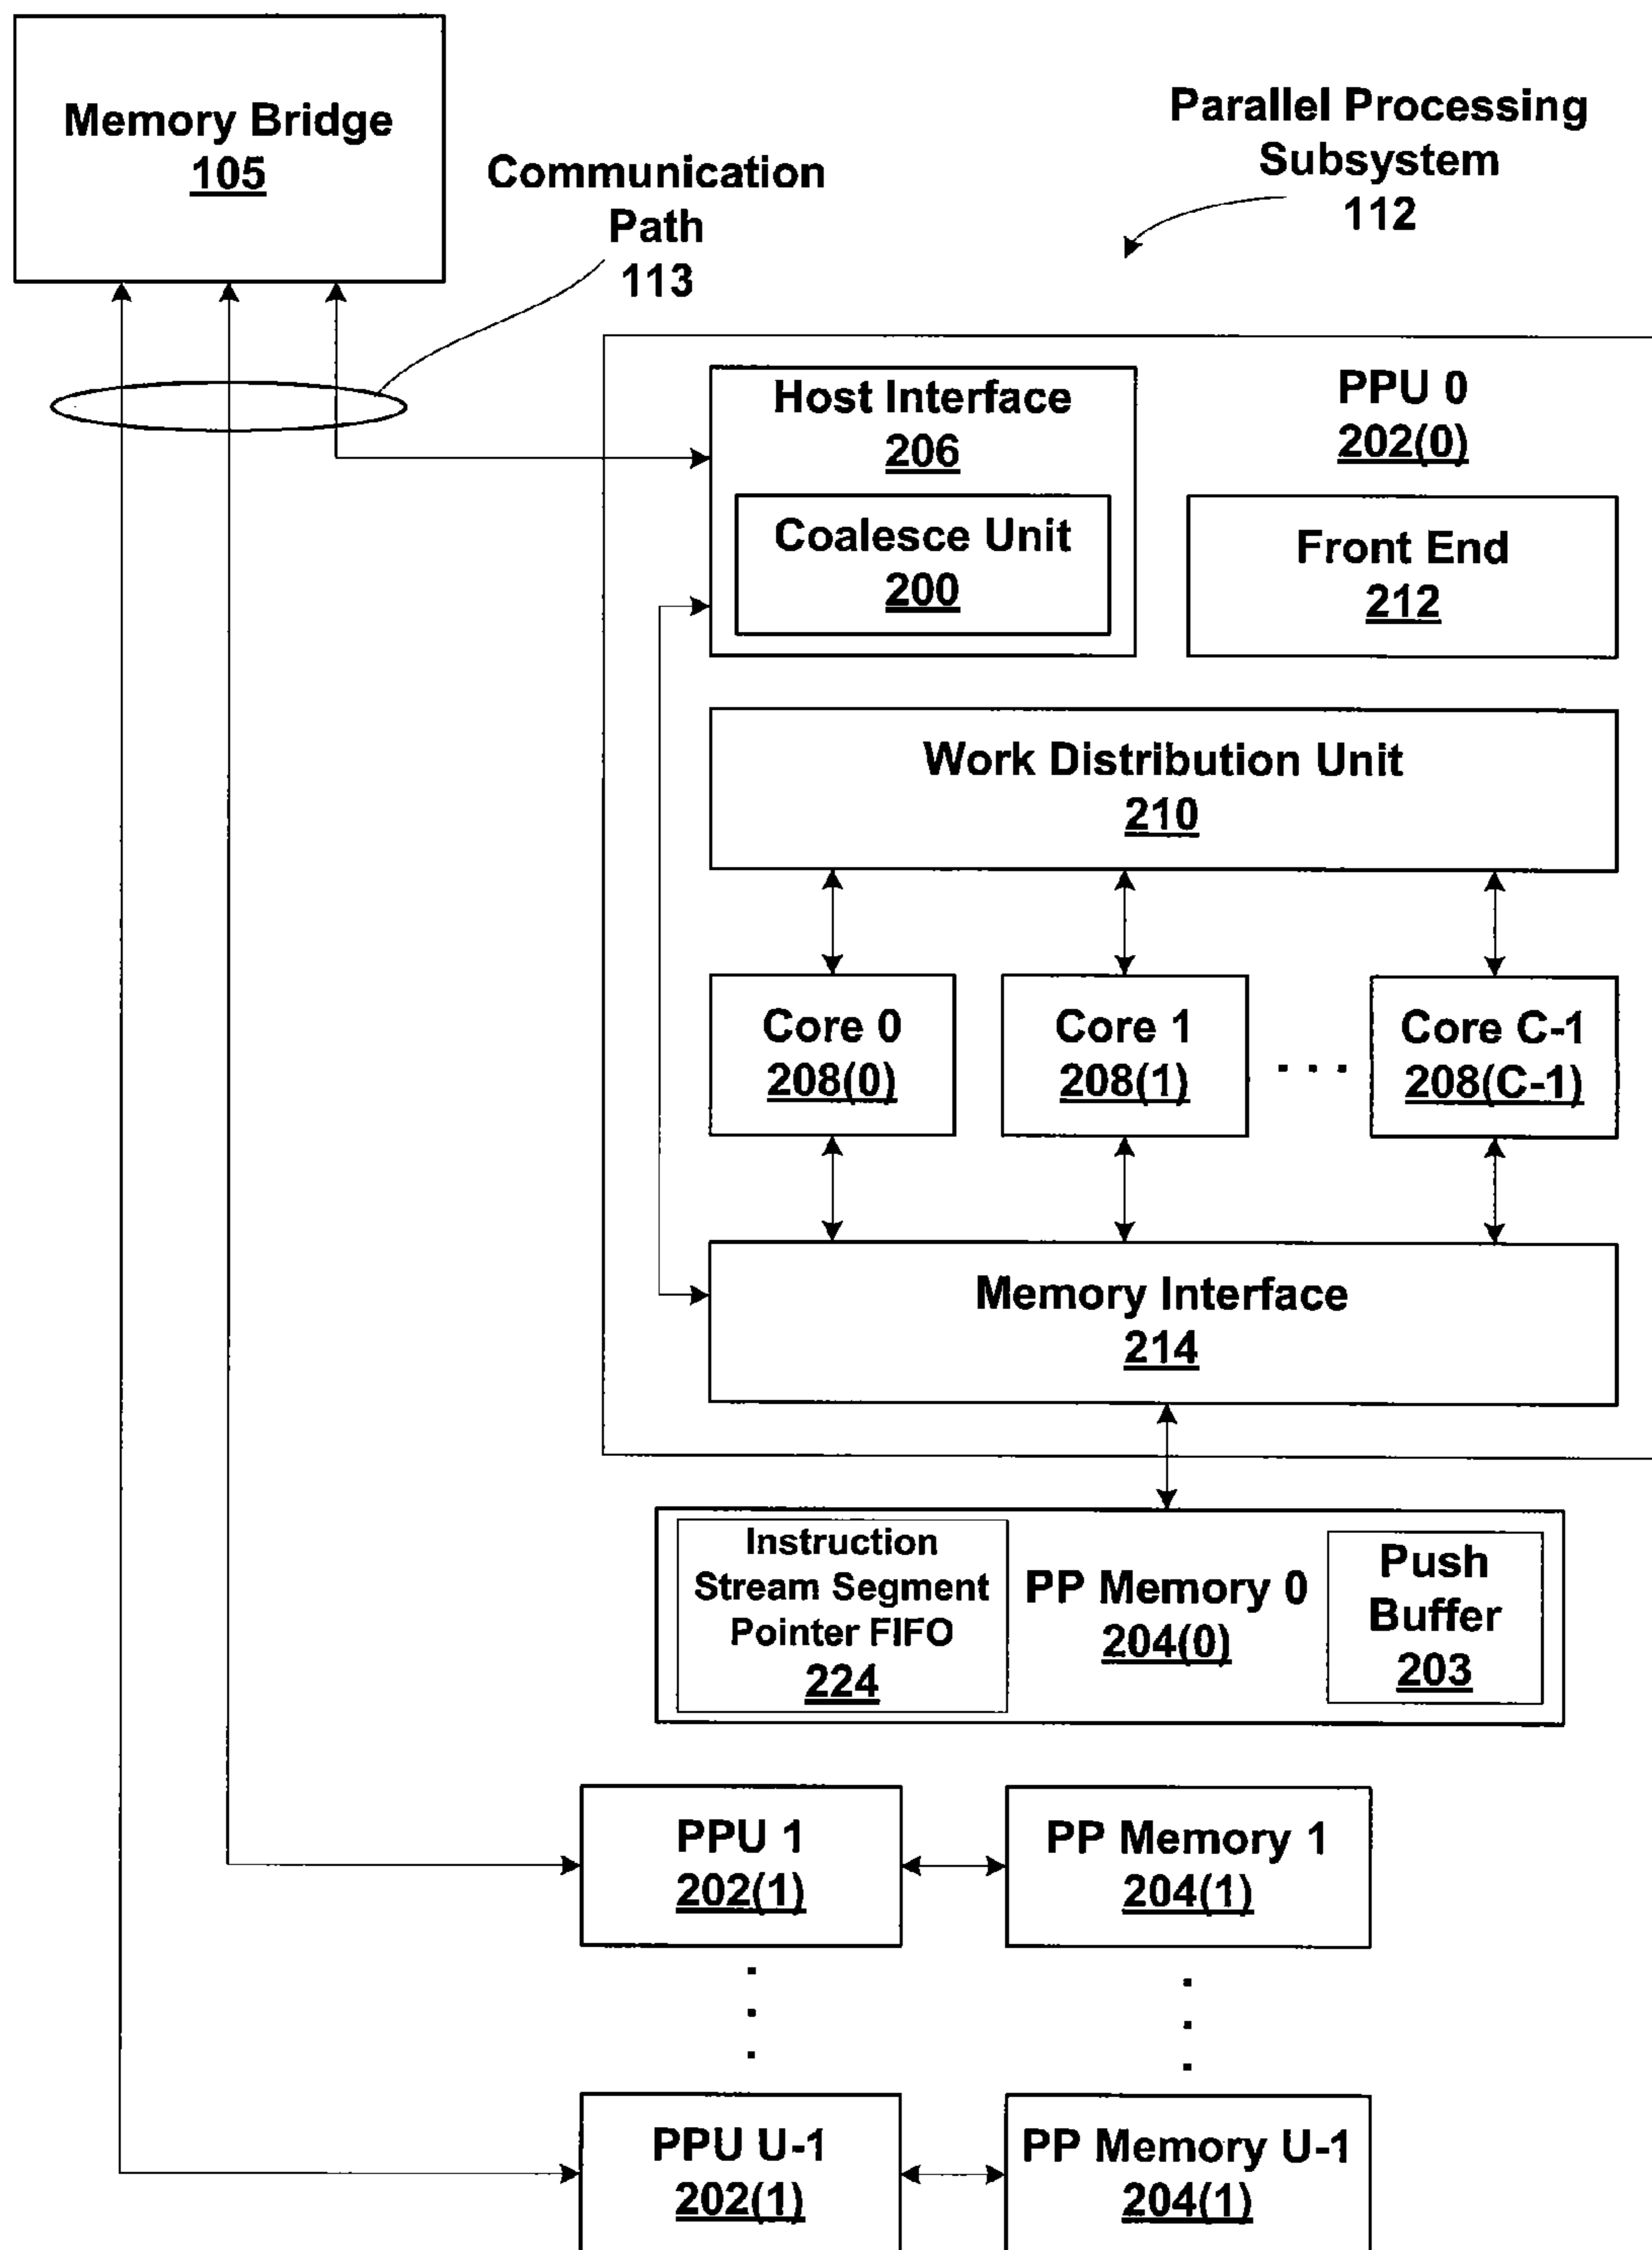 Memory Bridge
105
Communication
Path
113
Parallel Processing
Subsystem
112
Host Interface
206
Coalesce Unit
200
PPU 0
202(0)
Front End
212
Work Distribution Unit
210
Core 0
208(0)
Core 1
208(1)
. . .
Core C-1
208(C-1)
Memory Interface
214
Instruction
Stream Segment
Pointer FIFO
224
PP Memory 0
204(0)
Push
Buffer
203
PPU 1
202(1)
PP Memory 1
204(1)
PPU U-1
202(1)
PP Memory U-1
204(1)